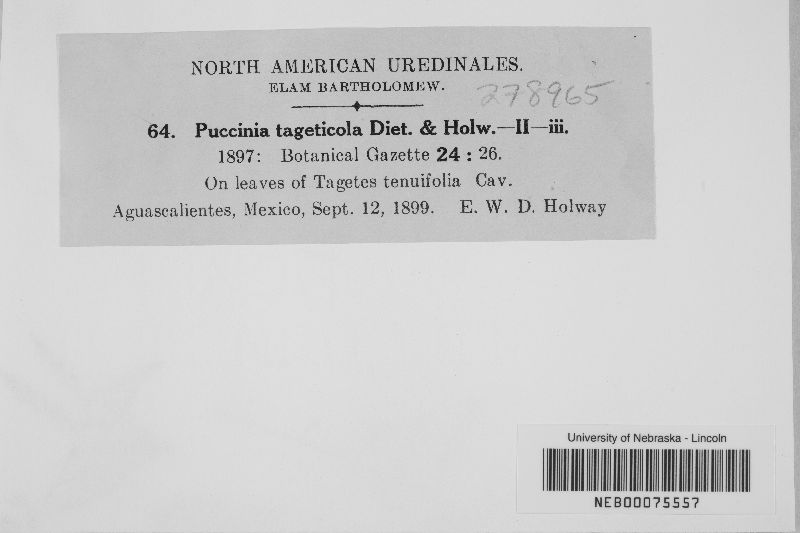 NORTH AMERICAN UREDINALES.
ELAM BARTHOLOMEW.
278965
64. Puccinia tageticola Diet. & Holw.—II—iii.
1897: Botanical Gazette 24 : 26.
On leaves of Tagetes tenuifolia Cav.
Aguascalientes, Mexico, Sept. 12, 1899. E. W. D. Holway
University of Nebraska - Lincoln
NEB00075557